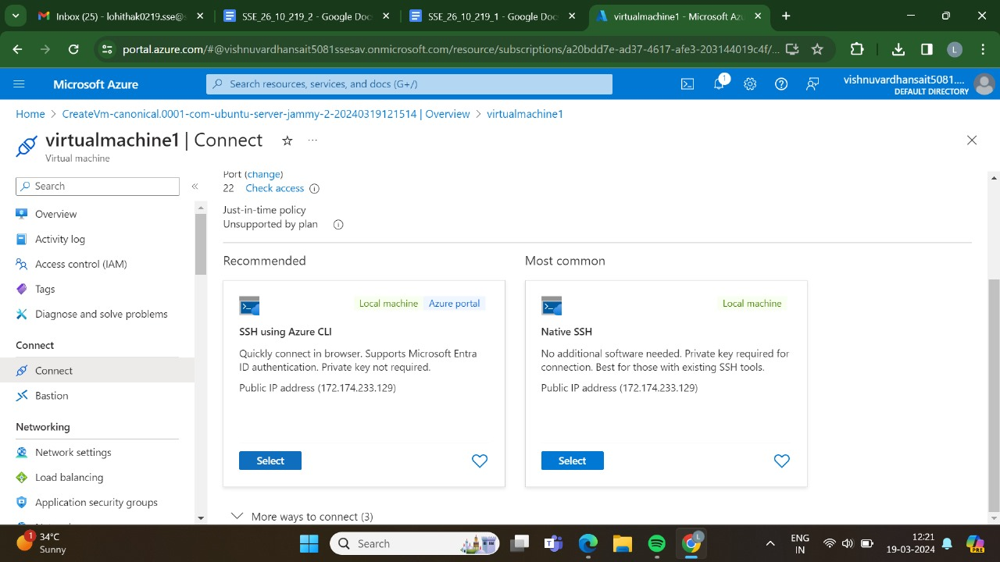 Inbox (25) - lohithak0219.sse@s
SSE_26_10_219_2 - Google Doc
SSE_26_10_219_1 - Google Doc
virtualmachine1 - Microsoft Az
portal.azure.com/#@vishnuvardhansait5081ssesav.onmicrosoft.com/resource/subscriptions/a20bdd7e-ad37-4617-afe3-203144019c4f/...
L
Microsoft Azure
Search resources, services, and docs (G+/)
1
vishnuvardhansait5081....
DEFAULT DIRECTORY
Home > CreateVm-canonical.0001-com-ubuntu-server-jammy-2-20240319121514 | Overview > virtualmachine1
virtualmachine1 | Connect
Virtual machine
Search
Overview
Activity log
Access control (IAM)
Tags
Diagnose and solve problems
Connect
Connect
Bastion
Networking
Network settings
Load balancing
Application security groups
Port (change)
22 Check access
Just-in-time policy
Unsupported by plan
Recommended
Local machine Azure portal
SSH using Azure CLI
Quickly connect in browser. Supports Microsoft Entra
ID authentication. Private key not required.
Public IP address (172.174.233.129)
Select
Most common
Local machine
Native SSH
No additional software needed. Private key required for
connection. Best for those with existing SSH tools.
Public IP address (172.174.233.129)
Select
More ways to connect (3)
1
34°C
Sunny
Search
L
ENG
IN
12:21
19-03-2024
PRE